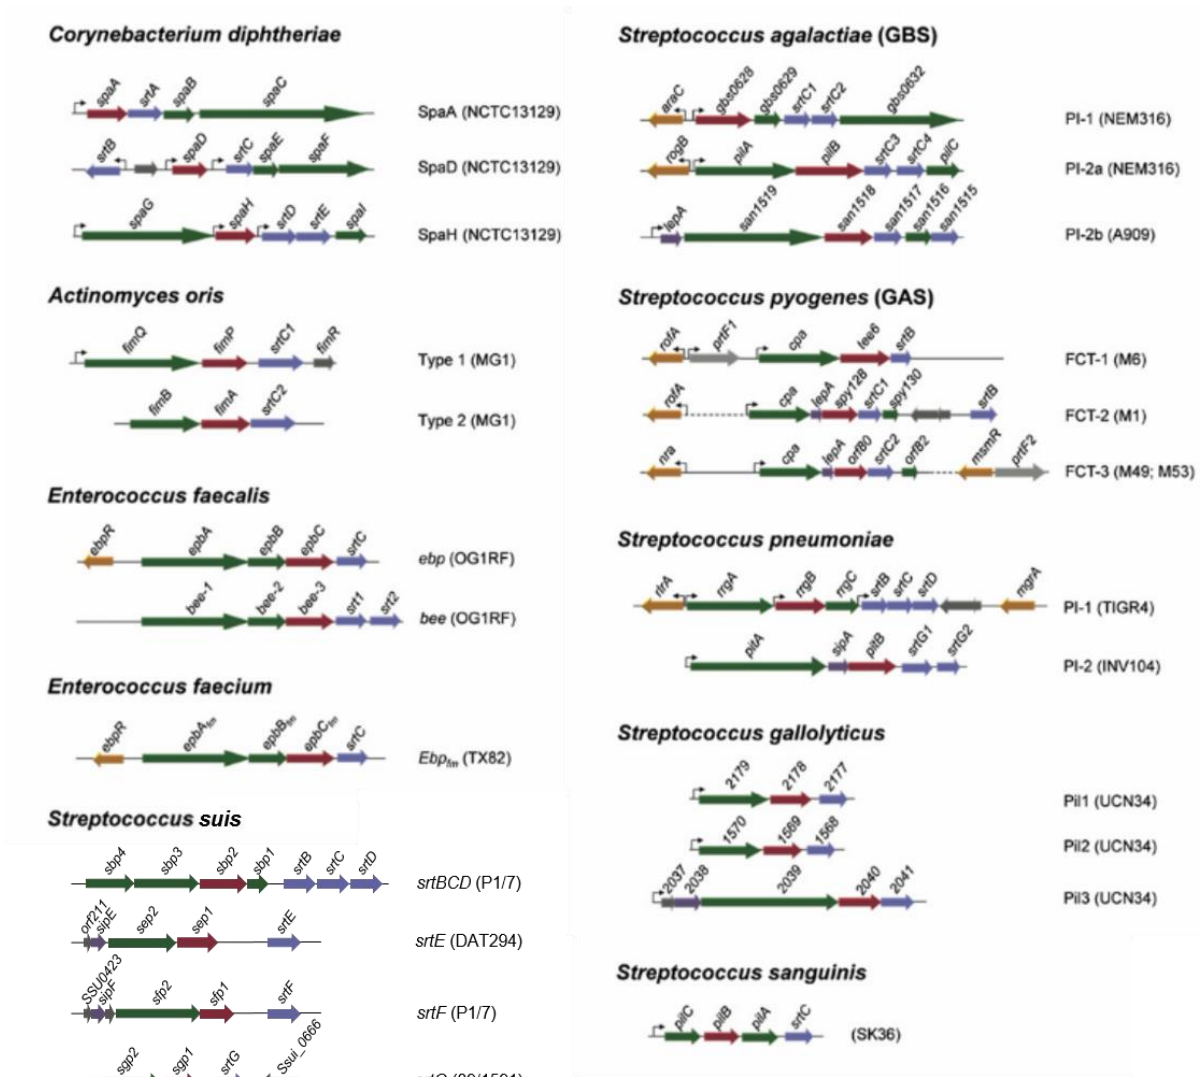 Corynebacterium diphtheriae
spaA srtA spaB spaC
SpaA (NCTC13129)
srtB spaD srtC spaE spaF
SpaD (NCTC13129)
spaG spaH srtD srtE spaI
SpaH (NCTC13129)
Actinomyces oris
fimQ fimP srtC1 fimR
Type 1 (MG1)
fimB fimA srtC2
Type 2 (MG1)
Enterococcus faecalis
ebpR epbA epbB epbC srtC
ebp (OG1RF)
bee-1 bee-2 bee-3 srt1 srt2
bee (OG1RF)
Enterococcus faecium
ebpR epbAfm epbBfm epbCfm srtC
Ebpfm (TX82)
Streptococcus suis
sbp4 sbp3 sbp2 sbp1 srtB srtC srtD
srtBCD (P1/7)
orf211 sipE sep2 sep1 srtE
srtE (DAT294)
SSU0423 sipF sfp2 sfp1 srtF
srtF (P1/7)
sgp2 sgp1 srtG Ssui_0666
Streptococcus agalactiae (GBS)
araC gbs0628 gbs0629 srtC1 srtC2 gbs0632
PI-1 (NEM316)
rogB pilA pilB srtC3 srtC4 pilC
PI-2a (NEM316)
lepA san1519 san1518 san1517 san1516 san1515
PI-2b (A909)
Streptococcus pyogenes (GAS)
rofA prtF1 cpa lee6 srtB
FCT-1 (M6)
rofA cpa lepA spy128 srtC1 spy130 srtB
FCT-2 (M1)
nra cpa lepA orf80 srtC2 orf82 msmR prtF2
FCT-3 (M49; M53)
Streptococcus pneumoniae
rlrA rrgA rrgB rrgC srtB srtC srtD mgrA
PI-1 (TIGR4)
pitA sipA pitB srtG1 srtG2
PI-2 (INV104)
Streptococcus gallolyticus
2179 2178 2177
Pil1 (UCN34)
1570 1569 1568
Pil2 (UCN34)
2037 2038 2039 2040 2041
Pil3 (UCN34)
Streptococcus sanguinis
pilC pilB pilA srtC
(SK36)